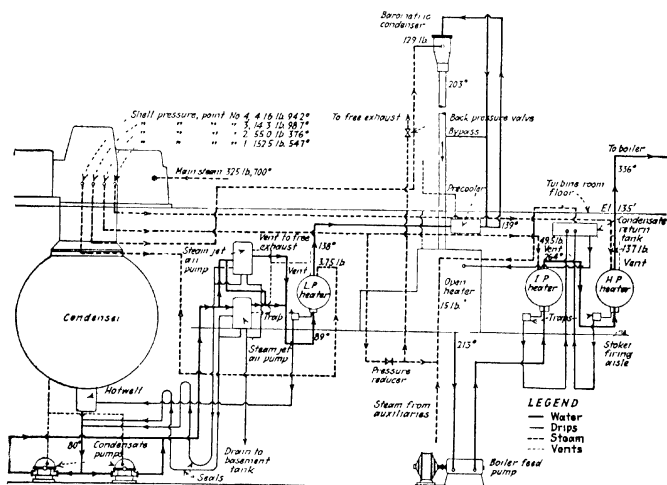 Barometric
condenser
129 lb.
203°
Shell pressure, point No 4, 4.16 lb. 94.2°
" " " 3, 14.3 lb. 98.7°
" " " 2, 55.0 lb. 376°
" " " 1, 152.5 lb. 547°
To free exhaust
Back pressure valve
Bypass
To boiler
336°
Main steam 325 lb, 700°
Precooler
Turbine room
floor
El. 135'
139°
Condensate
return
tank
137 lb.
Vent
Steam jet
air pump
Vent to free
exhaust
138°
37.5 lb.
Vent
49.5 lb.
Vent
264°
L.P.
heater
Open
heater
15 lb.
I.P.
heater
H.P.
heater
Condenser
Trap
Traps
Steam jet
air pump
89°
213°
Stoker
firing
aisle
Hotwell
Pressure
reducer
Steam from
auxiliaries
LEGEND
Water
Drips
Steam
Vents
80°
Condensate
pumps
Drain to
basement
tank
Seals
Boiler feed
pump